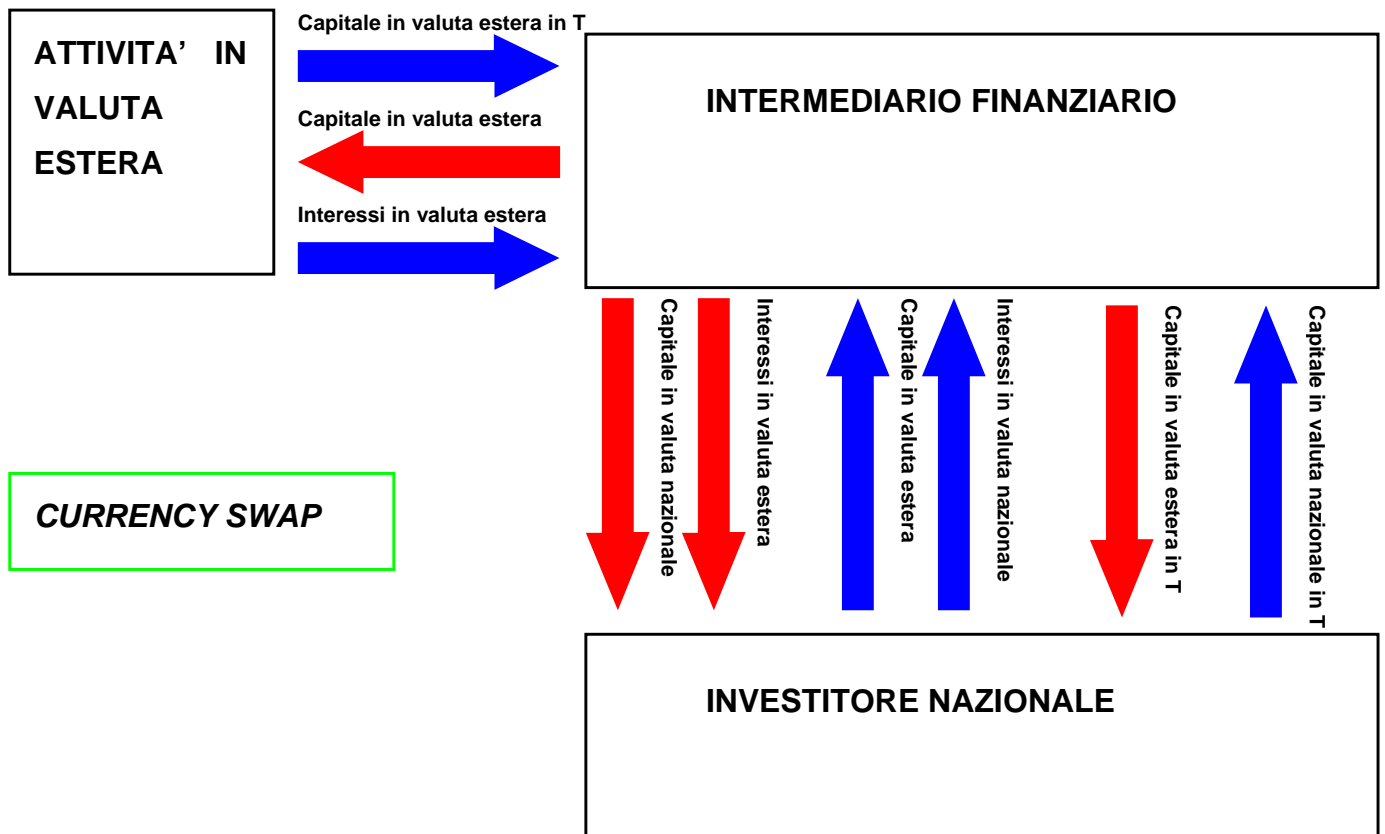 Capitale in valuta estera in T
ATTIVITA’ IN
VALUTA
ESTERA
Capitale in valuta estera
Interessi in valuta estera
INTERMEDIARIO FINANZIARIO
Capitale in valuta nazionale
Interessi in valuta estera
Capitale in valuta estera
Interessi in valuta nazionale
Capitale in valuta estera in T
Capitale in valuta nazionale in T
CURRENCY SWAP
INVESTITORE NAZIONALE